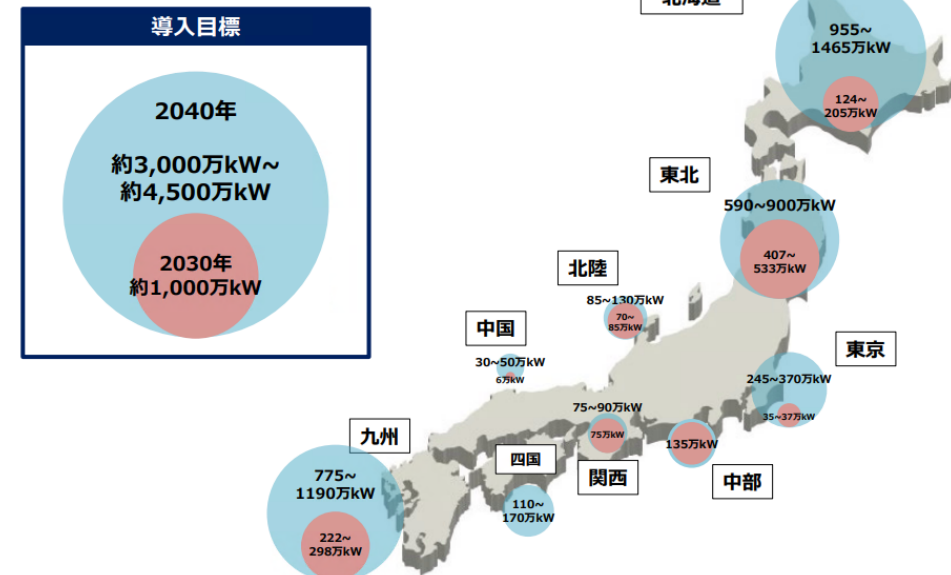 導入目標
2040年
約3,000万kW~
約4,500万kW
2030年
約1,000万kW
北海道
955~
1465万kW
124~
205万kW
東北
590~900万kW
407~
533万kW
北陸
85~130万kW
70~
85万kW
中国
30~50万kW
6万kW
東京
245~370万kW
35~37万kW
75~90万kW
75万kW
関西
135万kW
中部
九州
775~
1190万kW
222~
298万kW
四国
110~
170万kW